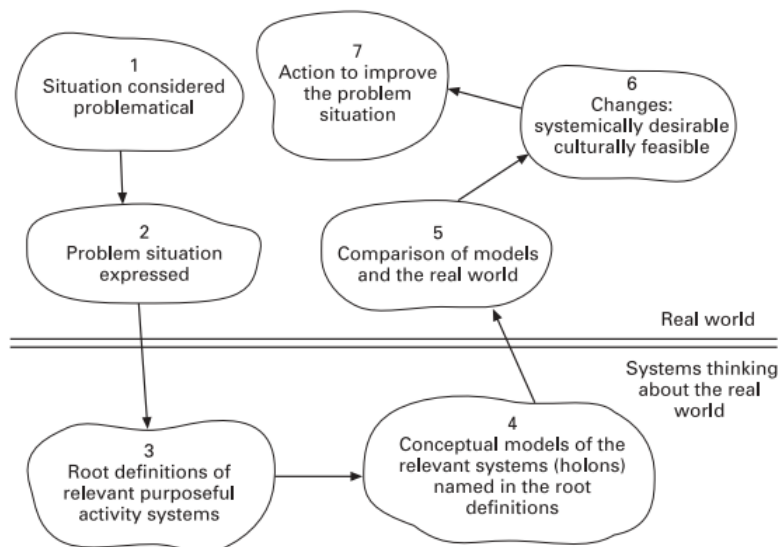 1
Situation considered
problematical
2
Problem situation
expressed
3
Root definitions of
relevant purposeful
activity systems
4
Conceptual models of the
relevant systems (holons)
named in the root
definitions
5
Comparison of models
and the real world
6
Changes:
systemically desirable
culturally feasible
7
Action to improve
the problem
situation
Real world
Systems thinking
about the real
world